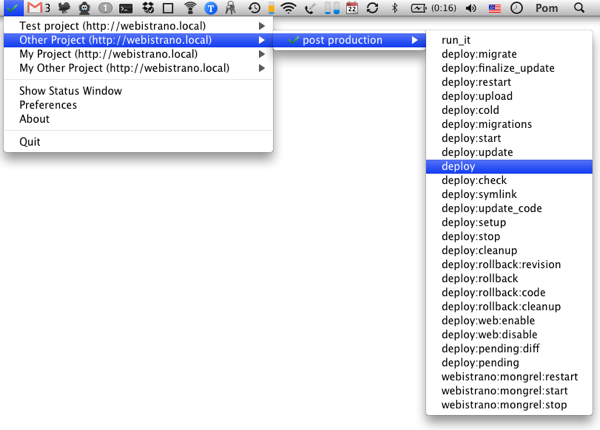 3 1 T (0:16) 22 Pom
Test project (http://webistrano.local)
Other Project (http://webistrano.local)
My Project (http://webistrano.local)
My Other Project (http://webistrano.local)
Show Status Window
Preferences
About
Quit
post production
run_it
deploy:migrate
deploy:finalize_update
deploy:restart
deploy:upload
deploy:cold
deploy:migrations
deploy:start
deploy:update
deploy
deploy:check
deploy:symlink
deploy:update_code
deploy:setup
deploy:stop
deploy:cleanup
deploy:rollback:revision
deploy:rollback
deploy:rollback:code
deploy:rollback:cleanup
deploy:web:enable
deploy:web:disable
deploy:pending:diff
deploy:pending
webistrano:mongrel:restart
webistrano:mongrel:start
webistrano:mongrel:stop